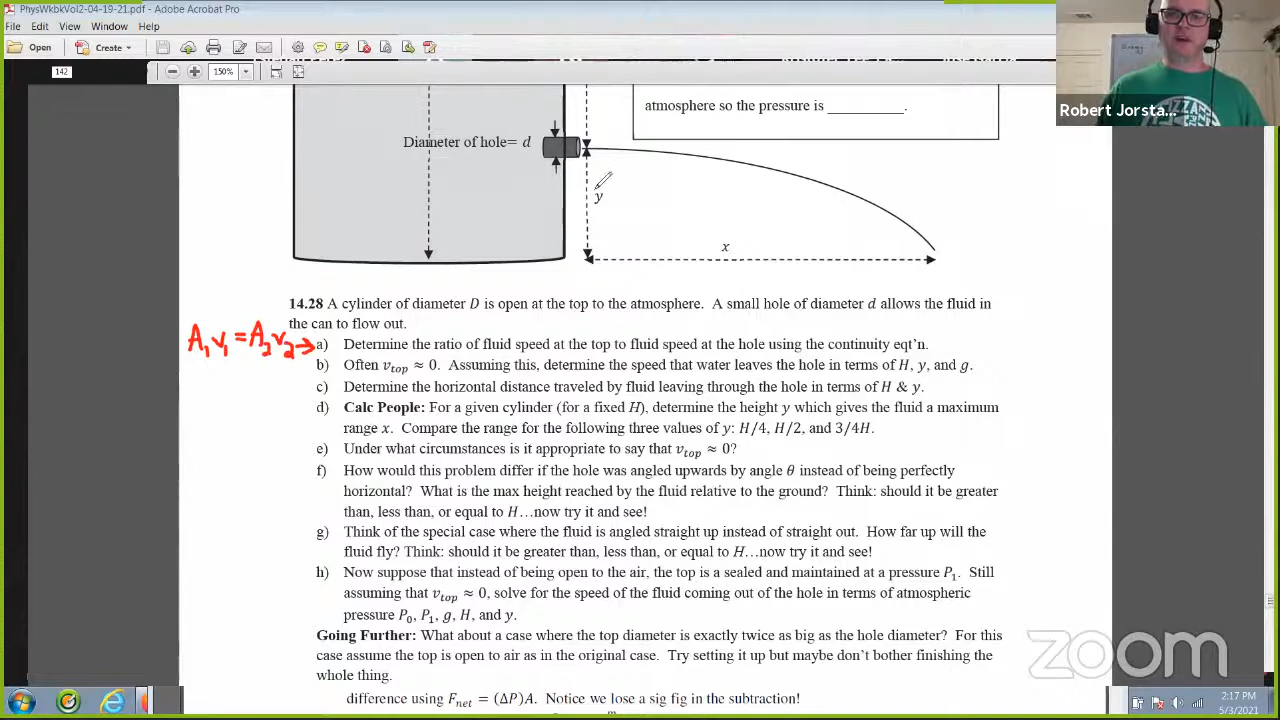 PhysWkbkVol2-04-19-21.pdf - Adobe Acrobat Pro
File Edit View Window Help
Open Create
142 150%
Robert Jorsta...
atmosphere so the pressure is __________.
Diameter of hole= d
y
x
14.28 A cylinder of diameter D is open at the top to the atmosphere. A small hole of diameter d allows the fluid in
the can to flow out.
A₁v₁ = A₂v₂ →
a) Determine the ratio of fluid speed at the top to fluid speed at the hole using the continuity eqt'n.
b) Often v_top ≈ 0. Assuming this, determine the speed that water leaves the hole in terms of H, y, and g.
c) Determine the horizontal distance traveled by fluid leaving through the hole in terms of H & y.
d) Calc People: For a given cylinder (for a fixed H), determine the height y which gives the fluid a maximum
range x. Compare the range for the following three values of y: H/4, H/2, and 3/4H.
e) Under what circumstances is it appropriate to say that v_top ≈ 0?
f) How would this problem differ if the hole was angled upwards by angle θ instead of being perfectly
horizontal? What is the max height reached by the fluid relative to the ground? Think: should it be greater
than, less than, or equal to H…now try it and see!
g) Think of the special case where the fluid is angled straight up instead of straight out. How far up will the
fluid fly? Think: should it be greater than, less than, or equal to H…now try it and see!
h) Now suppose that instead of being open to the air, the top is a sealed and maintained at a pressure P₁. Still
assuming that v_top ≈ 0, solve for the speed of the fluid coming out of the hole in terms of atmospheric
pressure P₀, P₁, g, H, and y.
Going Further: What about a case where the top diameter is exactly twice as big as the hole diameter? For this
case assume the top is open to air as in the original case. Try setting it up but maybe don't bother finishing the
whole thing.
difference using F_net = (ΔP)A. Notice we lose a sig fig in the subtraction!
zoom
2:17 PM
5/3/2021